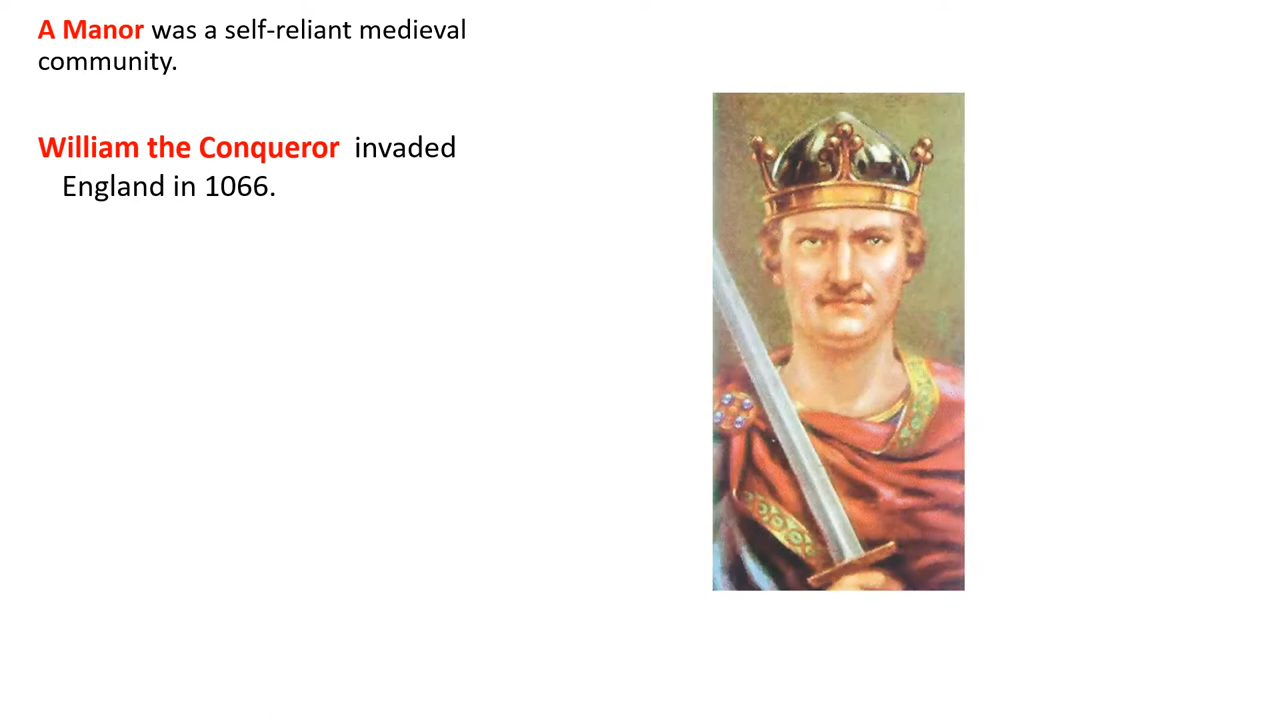 A Manor was a self-reliant medieval
community.
William the Conqueror invaded
England in 1066.